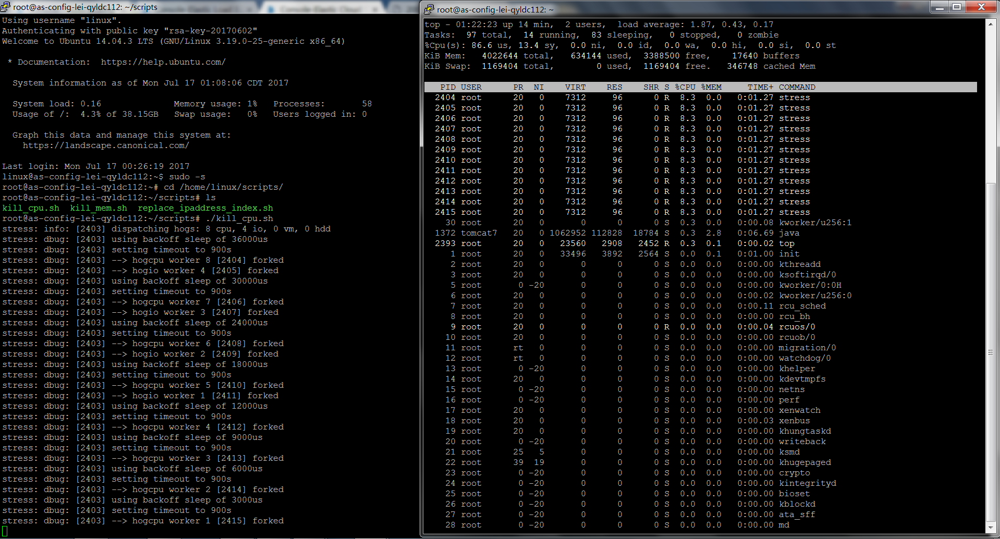 root@as-config-lei-qyldc112: ~/scripts
Using username "linux".
Authenticating with public key "rsa-key-20170602"
Welcome to Ubuntu 14.04.3 LTS (GNU/Linux 3.19.0-25-generic x86_64)
* Documentation:  https://help.ubuntu.com/
System information as of Mon Jul 17 01:08:06 CDT 2017
System load: 0.16              Memory usage: 1%   Processes:       58
Usage of /:  4.3% of 38.15GB   Swap usage:   0%   Users logged in: 0
Graph this data and manage this system at:
https://landscape.canonical.com/
Last login: Mon Jul 17 00:26:19 2017
linux@as-config-lei-qyldc112:~$ sudo -s
root@as-config-lei-qyldc112:~# cd /home/linux/scripts/
root@as-config-lei-qyldc112:~/scripts# ls
kill_cpu.sh  kill_mem.sh  replace_ipaddress_index.sh
root@as-config-lei-qyldc112:~/scripts# ./kill_cpu.sh
stress: info: [2403] dispatching hogs: 8 cpu, 4 io, 0 vm, 0 hdd
stress: dbug: [2403] using backoff sleep of 36000us
stress: dbug: [2403] setting timeout to 900s
stress: dbug: [2403] --> hogcpu worker 8 [2404] forked
stress: dbug: [2403] --> hogio worker 4 [2405] forked
stress: dbug: [2403] using backoff sleep of 30000us
stress: dbug: [2403] setting timeout to 900s
stress: dbug: [2403] --> hogcpu worker 7 [2406] forked
stress: dbug: [2403] --> hogio worker 3 [2407] forked
stress: dbug: [2403] using backoff sleep of 24000us
stress: dbug: [2403] setting timeout to 900s
stress: dbug: [2403] --> hogcpu worker 6 [2408] forked
stress: dbug: [2403] --> hogio worker 2 [2409] forked
stress: dbug: [2403] using backoff sleep of 18000us
stress: dbug: [2403] setting timeout to 900s
stress: dbug: [2403] --> hogcpu worker 5 [2410] forked
stress: dbug: [2403] --> hogio worker 1 [2411] forked
stress: dbug: [2403] using backoff sleep of 12000us
stress: dbug: [2403] setting timeout to 900s
stress: dbug: [2403] --> hogcpu worker 4 [2412] forked
stress: dbug: [2403] using backoff sleep of 9000us
stress: dbug: [2403] setting timeout to 900s
stress: dbug: [2403] --> hogcpu worker 3 [2413] forked
stress: dbug: [2403] using backoff sleep of 6000us
stress: dbug: [2403] setting timeout to 900s
stress: dbug: [2403] --> hogcpu worker 2 [2414] forked
stress: dbug: [2403] using backoff sleep of 3000us
stress: dbug: [2403] setting timeout to 900s
stress: dbug: [2403] --> hogcpu worker 1 [2415] forked
root@as-config-lei-qyldc112: ~
top - 01:22:23 up 14 min,  2 users,  load average: 1.87, 0.43, 0.17
Tasks:  97 total,  14 running,  83 sleeping,   0 stopped,   0 zombie
%Cpu(s): 86.6 us, 13.4 sy,  0.0 ni,  0.0 id,  0.0 wa,  0.0 hi,  0.0 si,  0.0 st
KiB Mem:   4022644 total,   634144 used,  3388500 free,    17640 buffers
KiB Swap:  1169404 total,        0 used,  1169404 free.   346748 cached Mem
PID USER      PR  NI    VIRT    RES    SHR S %CPU %MEM     TIME+ COMMAND
2404 root      20   0    7312     96      0 R  8.3  0.0   0:01.27 stress
2405 root      20   0    7312     96      0 R  8.3  0.0   0:01.27 stress
2406 root      20   0    7312     96      0 R  8.3  0.0   0:01.27 stress
2407 root      20   0    7312     96      0 R  8.3  0.0   0:01.27 stress
2408 root      20   0    7312     96      0 R  8.3  0.0   0:01.27 stress
2409 root      20   0    7312     96      0 R  8.3  0.0   0:01.27 stress
2410 root      20   0    7312     96      0 R  8.3  0.0   0:01.27 stress
2411 root      20   0    7312     96      0 R  8.3  0.0   0:01.27 stress
2412 root      20   0    7312     96      0 R  8.3  0.0   0:01.27 stress
2413 root      20   0    7312     96      0 R  8.3  0.0   0:01.27 stress
2414 root      20   0    7312     96      0 R  8.3  0.0   0:01.27 stress
2415 root      20   0    7312     96      0 R  8.3  0.0   0:01.27 stress
30 root      20   0       0      0      0 S  0.3  0.0   0:00.08 kworker/u256:1
1372 tomcat7   20   0 1062952 112828  18784 S  0.3  2.8   0:06.69 java
2393 root      20   0   23560   2908   2452 R  0.3  0.1   0:00.02 top
1 root      20   0   33496   3892   2564 S  0.0  0.1   0:01.00 init
2 root      20   0       0      0      0 S  0.0  0.0   0:00.00 kthreadd
3 root      20   0       0      0      0 S  0.0  0.0   0:00.00 ksoftirqd/0
5 root       0 -20       0      0      0 S  0.0  0.0   0:00.00 kworker/0:0H
6 root      20   0       0      0      0 S  0.0  0.0   0:00.02 kworker/u256:0
7 root      20   0       0      0      0 S  0.0  0.0   0:00.11 rcu_sched
8 root      20   0       0      0      0 S  0.0  0.0   0:00.00 rcu_bh
9 root      20   0       0      0      0 R  0.0  0.0   0:00.04 rcuos/0
10 root      20   0       0      0      0 S  0.0  0.0   0:00.00 rcuob/0
11 root      rt   0       0      0      0 S  0.0  0.0   0:00.00 migration/0
12 root      rt   0       0      0      0 S  0.0  0.0   0:00.00 watchdog/0
13 root       0 -20       0      0      0 S  0.0  0.0   0:00.00 khelper
14 root      20   0       0      0      0 S  0.0  0.0   0:00.00 kdevtmpfs
15 root       0 -20       0      0      0 S  0.0  0.0   0:00.00 netns
16 root       0 -20       0      0      0 S  0.0  0.0   0:00.00 perf
17 root      20   0       0      0      0 S  0.0  0.0   0:00.00 xenwatch
18 root      20   0       0      0      0 S  0.0  0.0   0:00.03 xenbus
19 root      20   0       0      0      0 S  0.0  0.0   0:00.00 khungtaskd
20 root       0 -20       0      0      0 S  0.0  0.0   0:00.00 writeback
21 root      25   5       0      0      0 S  0.0  0.0   0:00.00 ksmd
22 root      39  19       0      0      0 S  0.0  0.0   0:00.00 khugepaged
23 root       0 -20       0      0      0 S  0.0  0.0   0:00.00 crypto
24 root       0 -20       0      0      0 S  0.0  0.0   0:00.00 kintegrityd
25 root       0 -20       0      0      0 S  0.0  0.0   0:00.00 bioset
26 root       0 -20       0      0      0 S  0.0  0.0   0:00.00 kblockd
27 root       0 -20       0      0      0 S  0.0  0.0   0:00.00 ata_sff
28 root       0 -20       0      0      0 S  0.0  0.0   0:00.00 md